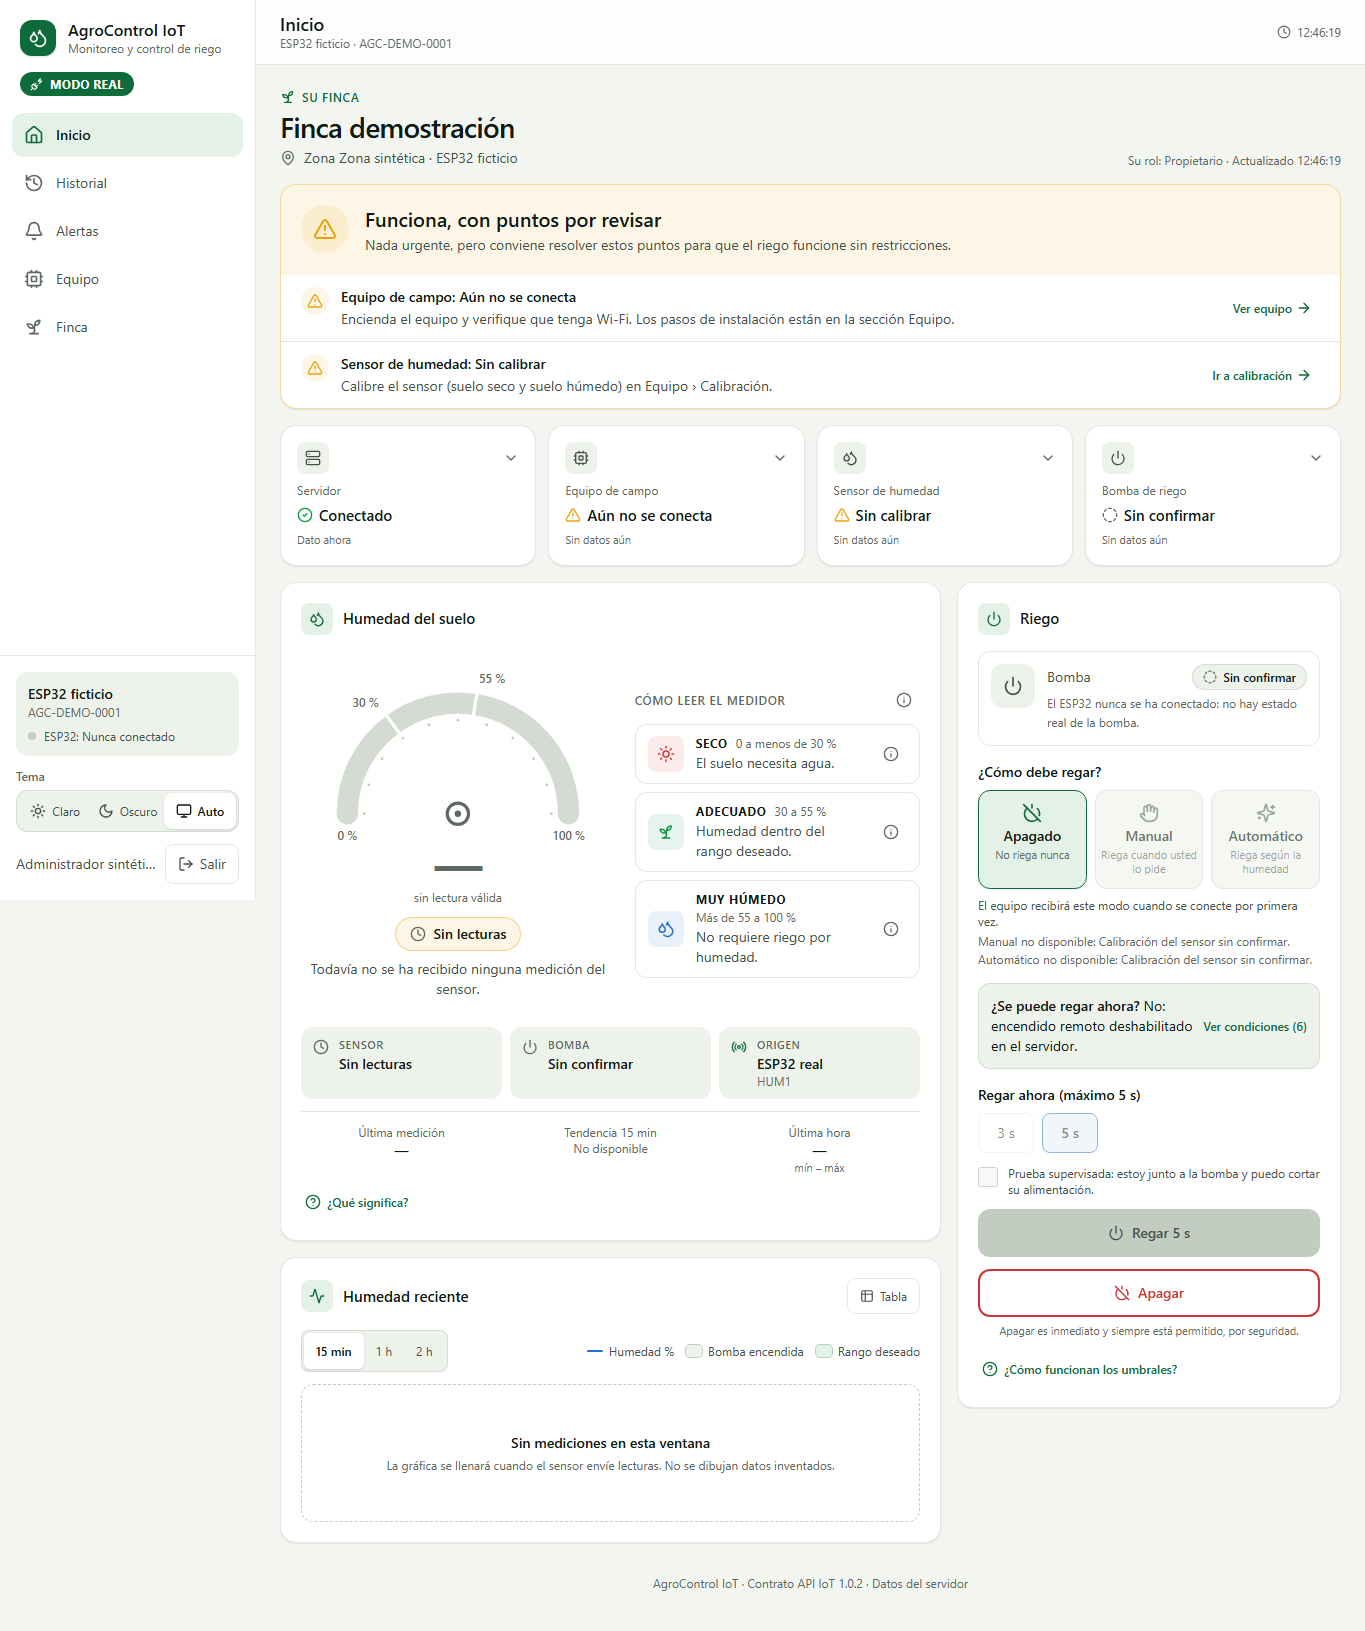 AgroControl IoT
Monitoreo y control de riego
MODO REAL
Inicio
Historial
Alertas
Equipo
Finca
ESP32 ficticio
AGC-DEMO-0001
ESP32: Nunca conectado
Tema
Claro
Oscuro
Auto
Administrador sintéti...
Salir
Inicio
ESP32 ficticio · AGC-DEMO-0001
12:46:19
SU FINCA
Finca demostración
Zona Zona sintética · ESP32 ficticio
Su rol: Propietario · Actualizado 12:46:19
Funciona, con puntos por revisar
Nada urgente, pero conviene resolver estos puntos para que el riego funcione sin restricciones.
Equipo de campo: Aún no se conecta
Encienda el equipo y verifique que tenga Wi-Fi. Los pasos de instalación están en la sección Equipo.
Ver equipo →
Sensor de humedad: Sin calibrar
Calibre el sensor (suelo seco y suelo húmedo) en Equipo › Calibración.
Ir a calibración →
Servidor
Conectado
Dato ahora
Equipo de campo
Aún no se conecta
Sin datos aún
Sensor de humedad
Sin calibrar
Sin datos aún
Bomba de riego
Sin confirmar
Sin datos aún
Humedad del suelo
55 %
30 %
0 %
100 %
—
sin lectura válida
Sin lecturas
Todavía no se ha recibido ninguna medición del
sensor.
CÓMO LEER EL MEDIDOR
SECO 0 a menos de 30 %
El suelo necesita agua.
ADECUADO 30 a 55 %
Humedad dentro del
rango deseado.
MUY HÚMEDO
Más de 55 a 100 %
No requiere riego por
humedad.
SENSOR
Sin lecturas
BOMBA
Sin confirmar
ORIGEN
ESP32 real
HUM1
Última medición
—
Tendencia 15 min
No disponible
Última hora
—
mín – máx
¿Qué significa?
Humedad reciente
Tabla
15 min
1 h
2 h
Humedad %
Bomba encendida
Rango deseado
Sin mediciones en esta ventana
La gráfica se llenará cuando el sensor envíe lecturas. No se dibujan datos inventados.
Riego
Bomba
Sin confirmar
El ESP32 nunca se ha conectado: no hay estado
real de la bomba.
¿Cómo debe regar?
Apagado
No riega nunca
Manual
Riega cuando usted
lo pide
Automático
Riega según la
humedad
El equipo recibirá este modo cuando se conecte por primera
vez.
Manual no disponible: Calibración del sensor sin confirmar.
Automático no disponible: Calibración del sensor sin confirmar.
¿Se puede regar ahora? No:
encendido remoto deshabilitado
en el servidor.
Ver condiciones (6)
Regar ahora (máximo 5 s)
3 s
5 s
Prueba supervisada: estoy junto a la bomba y puedo cortar
su alimentación.
Regar 5 s
Apagar
Apagar es inmediato y siempre está permitido, por seguridad.
¿Cómo funcionan los umbrales?
AgroControl IoT · Contrato API IoT 1.0.2 · Datos del servidor